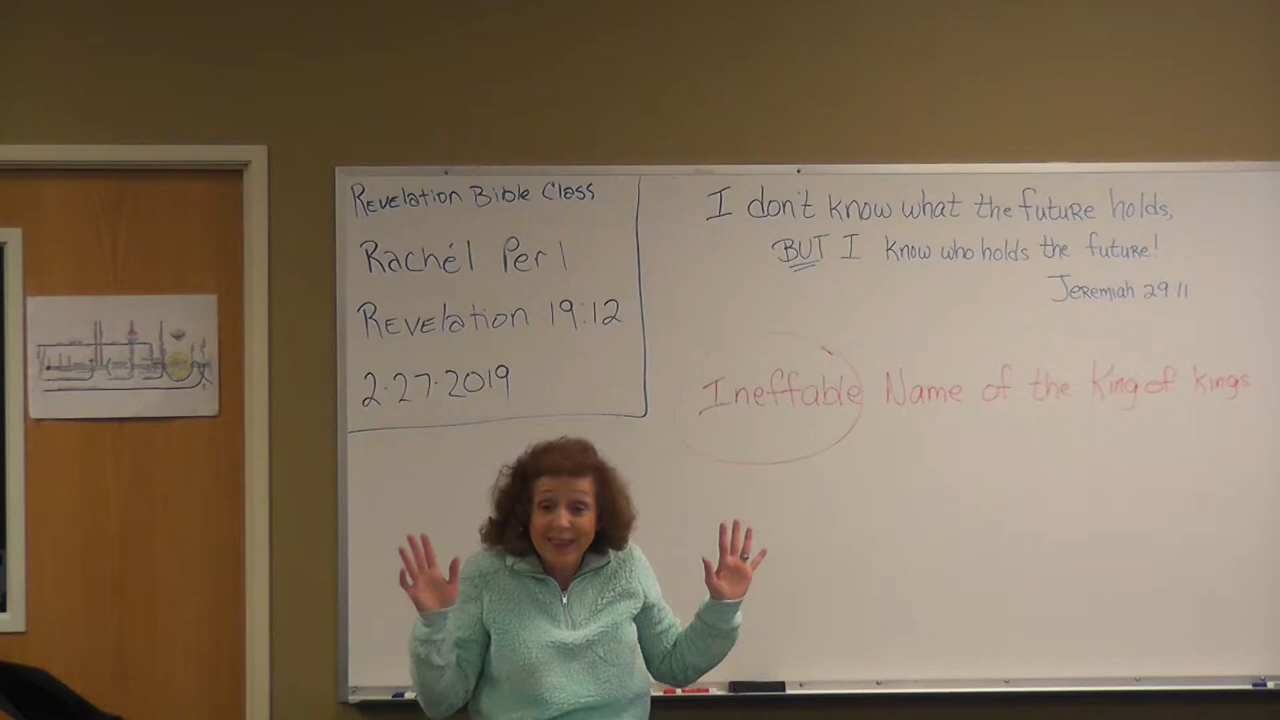 Revelation Bible Class
Rachél Perl
Revelation 19:12
2·27·2019
I don't know what the future holds,
BUT I know who holds the future!
Jeremiah 29 11
Ineffable Name of the King of kings